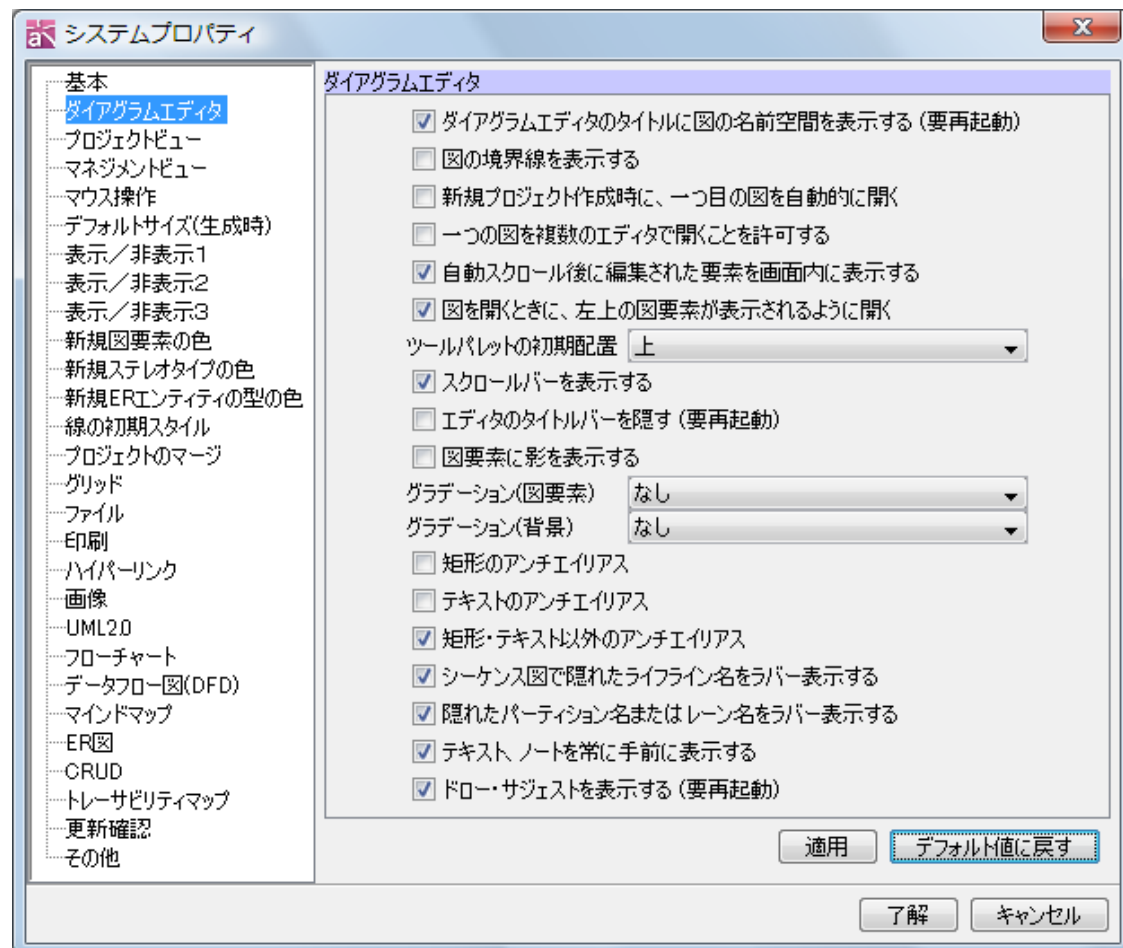 システムプロパティ
基本
ダイアグラムエディタ
プロジェクトビュー
マネジメントビュー
マウス操作
デフォルトサイズ(生成時)
表示／非表示1
表示／非表示2
表示／非表示3
新規図要素の色
新規ステレオタイプの色
新規ERエンティティの型の色
線の初期スタイル
プロジェクトのマージ
グリッド
ファイル
印刷
ハイパーリンク
画像
UML2.0
フローチャート
データフロー図(DFD)
マインドマップ
ER図
CRUD
トレーサビリティマップ
更新確認
その他
ダイアグラムエディタ
ダイアグラムエディタのタイトルに図の名前空間を表示する (要再起動)
図の境界線を表示する
新規プロジェクト作成時に、一つ目の図を自動的に開く
一つの図を複数のエディタで開くことを許可する
自動スクロール後に編集された要素を画面内に表示する
図を開くときに、左上の図要素が表示されるように開く
ツールパレットの初期配置 上
スクロールバーを表示する
エディタのタイトルバーを隠す (要再起動)
図要素に影を表示する
グラデーション(図要素) なし
グラデーション(背景) なし
矩形のアンチエイリアス
テキストのアンチエイリアス
矩形・テキスト以外のアンチエイリアス
シーケンス図で隠れたライフライン名をラバー表示する
隠れたパーティション名またはレーン名をラバー表示する
テキスト、ノートを常に手前に表示する
ドロー・サジェストを表示する (要再起動)
適用 デフォルト値に戻す
了解 キャンセル